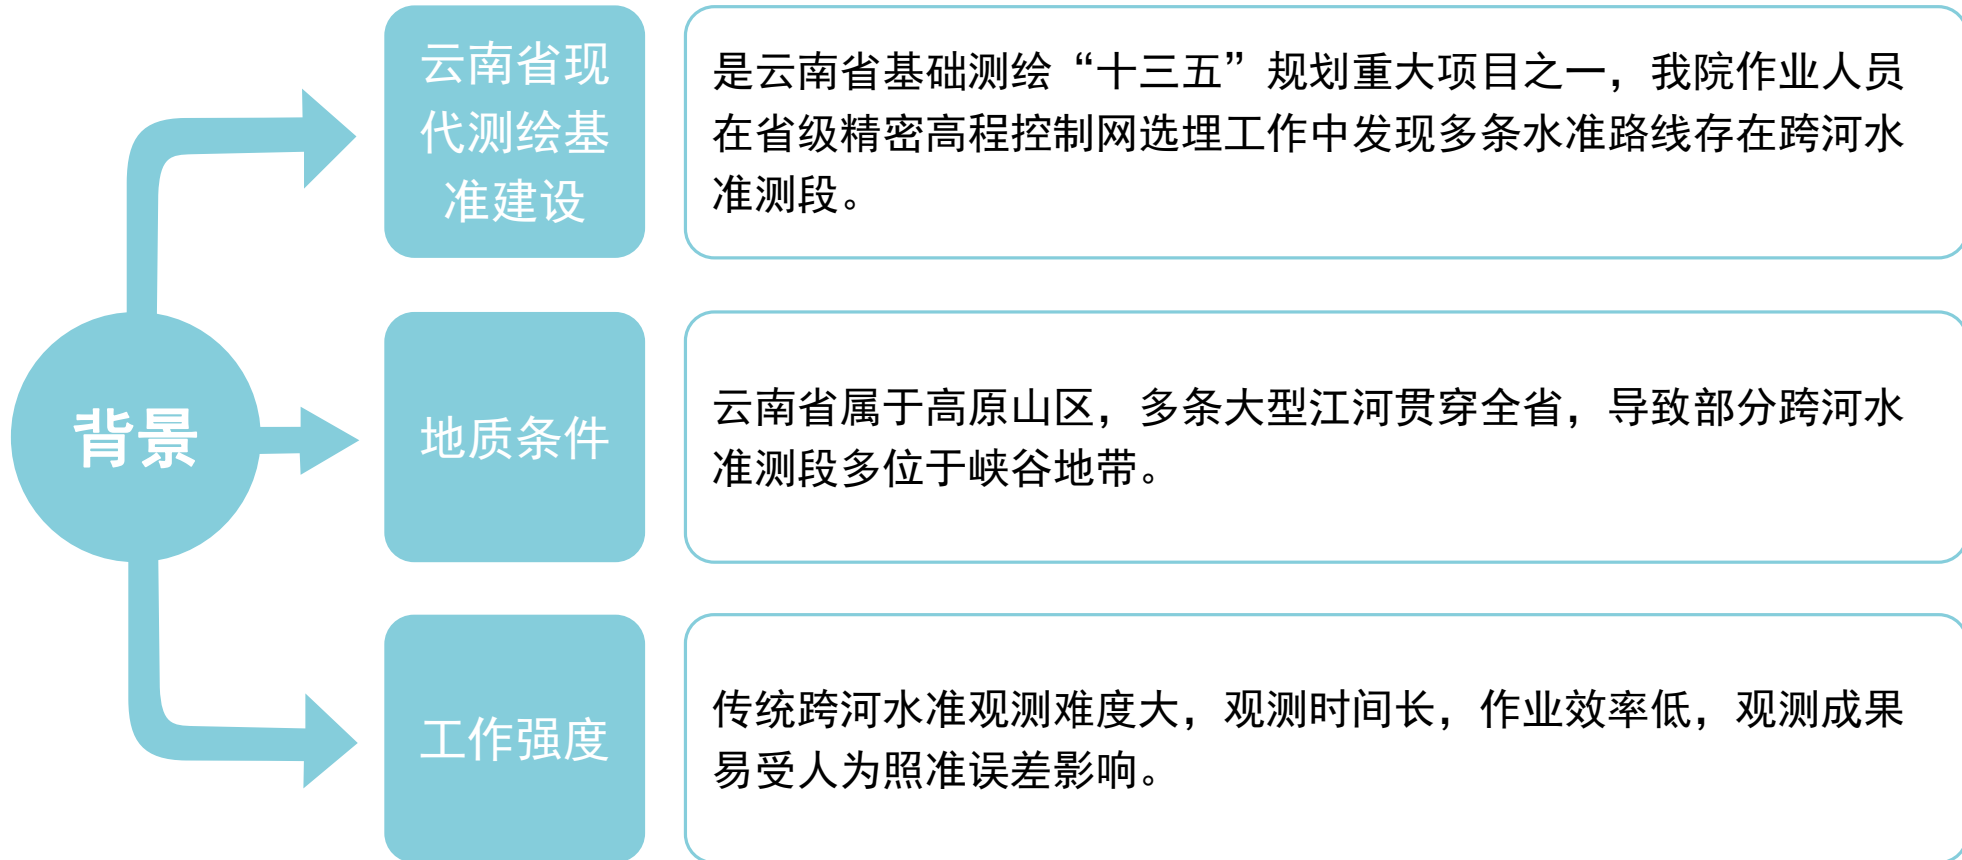 背景
云南省现
代测绘基
准建设
是云南省基础测绘“十三五”规划重大项目之一，我院作业人员
在省级精密高程控制网选埋工作中发现多条水准路线存在跨河水
准测段。
地质条件
云南省属于高原山区，多条大型江河贯穿全省，导致部分跨河水
准测段多位于峡谷地带。
工作强度
传统跨河水准观测难度大，观测时间长，作业效率低，观测成果
易受人为照准误差影响。